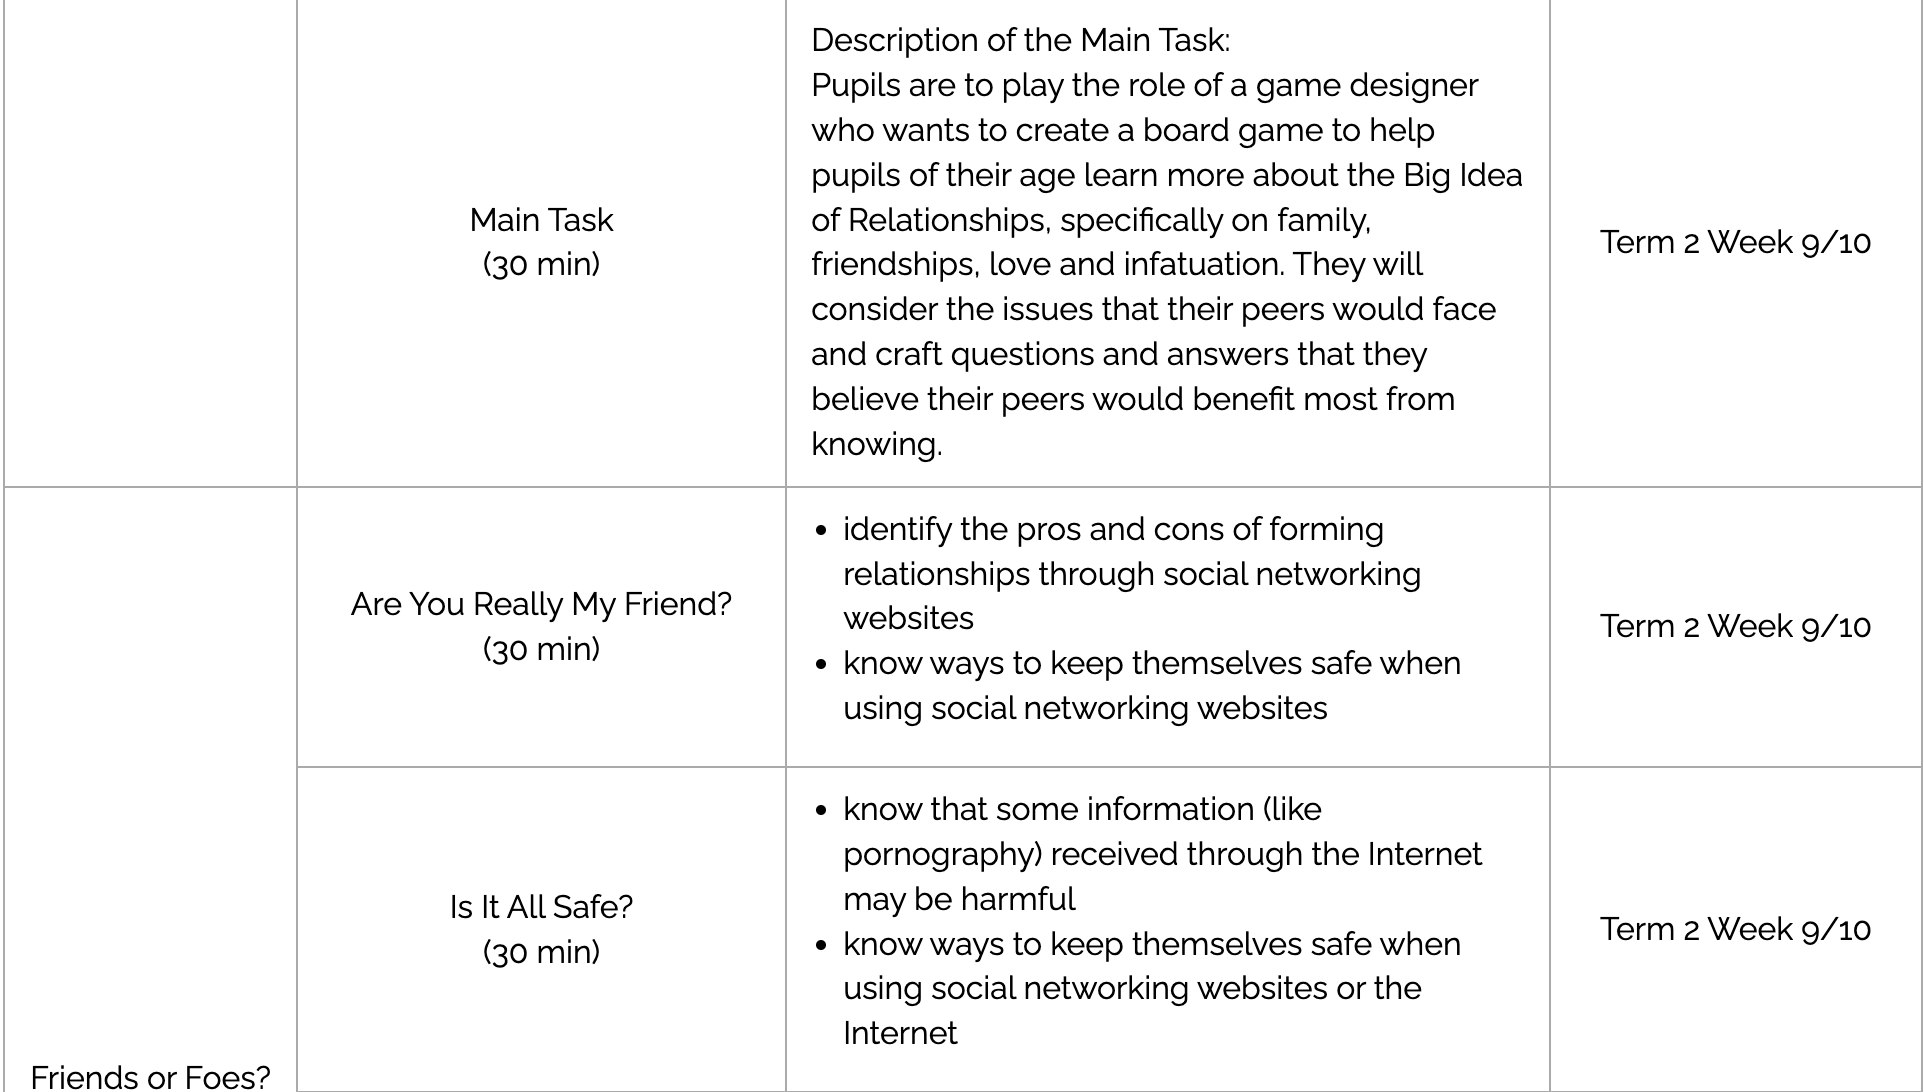 Main Task
(30 min)
Description of the Main Task:
Pupils are to play the role of a game designer
who wants to create a board game to help
pupils of their age learn more about the Big Idea
of Relationships, specifically on family,
friendships, love and infatuation. They will
consider the issues that their peers would face
and craft questions and answers that they
believe their peers would benefit most from
knowing.
Term 2 Week 9/10
Friends or Foes?
Are You Really My Friend?
(30 min)
• identify the pros and cons of forming
relationships through social networking
websites
• know ways to keep themselves safe when
using social networking websites
Term 2 Week 9/10
Is It All Safe?
(30 min)
• know that some information (like
pornography) received through the Internet
may be harmful
• know ways to keep themselves safe when
using social networking websites or the
Internet
Term 2 Week 9/10